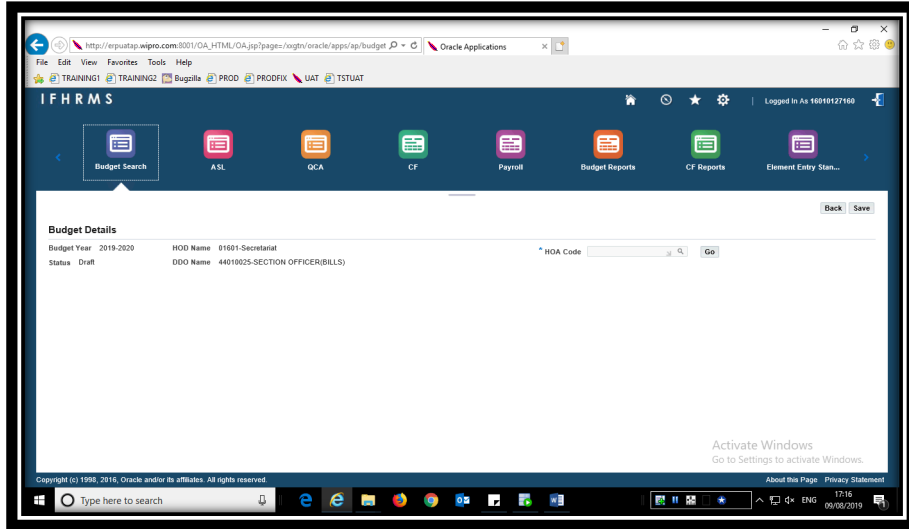 http://erpuatap.wipro.com:8001/OA_HTML/OA.jsp?page=/xxgtn/oracle/apps/ap/budget
Oracle Applications
File Edit View Favorites Tools Help
TRAINING1 TRAINING2 Bugzilla PROD PRODFIX UAT TSTUAT
IFHRMS
Logged In As 16010127160
Budget Search ASL QCA CF Payroll Budget Reports CF Reports Element Entry Stan...
Back Save
Budget Details
Budget Year 2019-2020 HOD Name 01601-Secretariat * HOA Code Go
Status Draft DDO Name 44010025-SECTION OFFICER(BILLS)
Activate Windows
Go to Settings to activate Windows.
Copyright (c) 1998, 2016, Oracle and/or its affiliates. All rights reserved. About this Page Privacy Statement
Type here to search ENG 17:16
09/08/2019